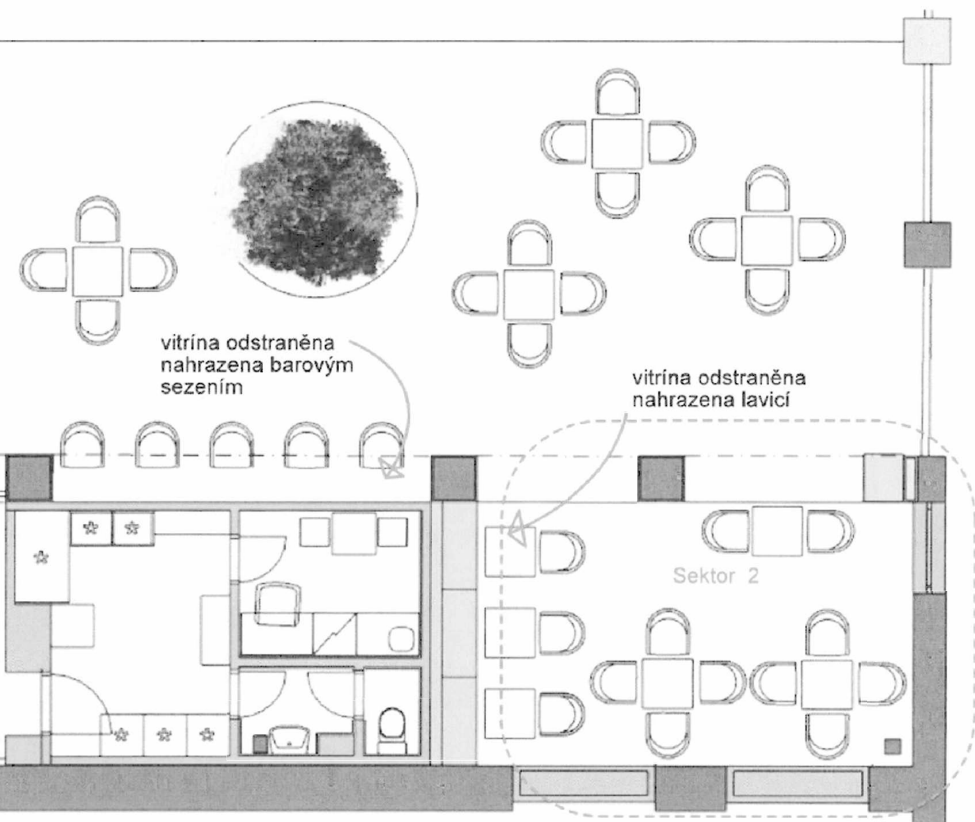 vitrína odstraněna
nahrazena barovým
sezením
vitrína odstraněna
nahrazena lavicí
Sektor 2